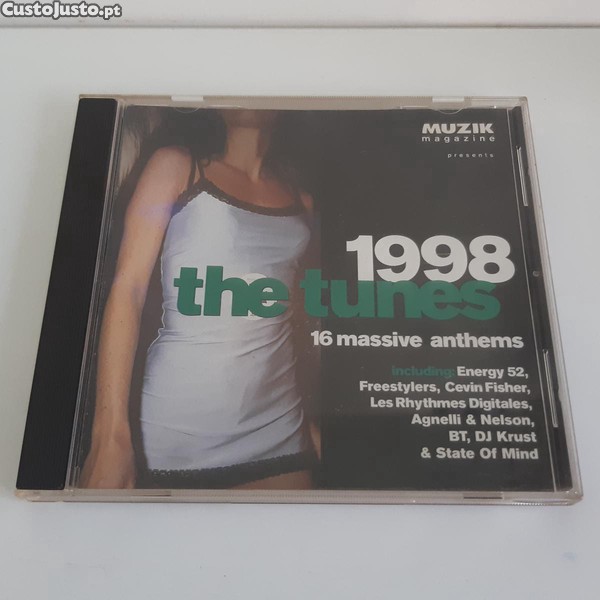 CustoJusto.pt
MUZIK
magazine
presents
1998
the tunes
16 massive anthems
including: Energy 52,
Freestylers, Cevin Fisher,
Les Rhythmes Digitales,
Agnelli & Nelson,
BT, DJ Krust
& State Of Mind